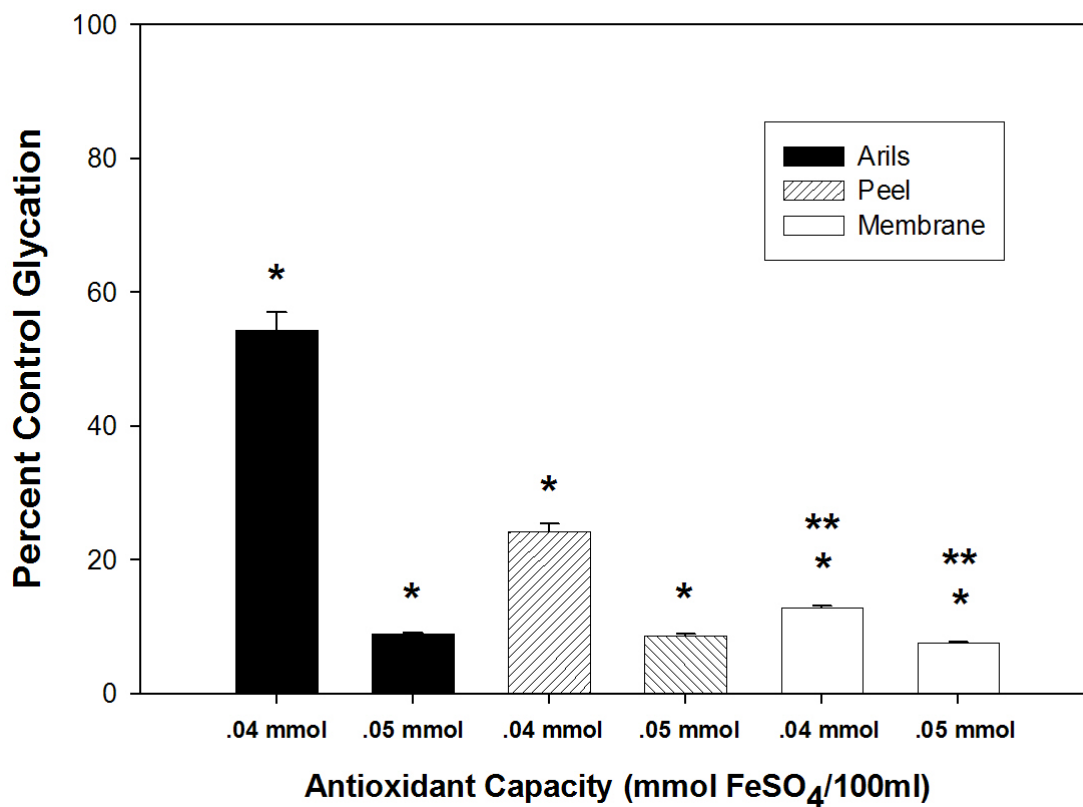 100
80
60
40
20
0
Percent Control Glycation
Arils
Peel
Membrane
*
*
*
*
**
*
**
*
.04 mmol .05 mmol .04 mmol .05 mmol .04 mmol .05 mmol
Antioxidant Capacity (mmol FeSO4/100ml)